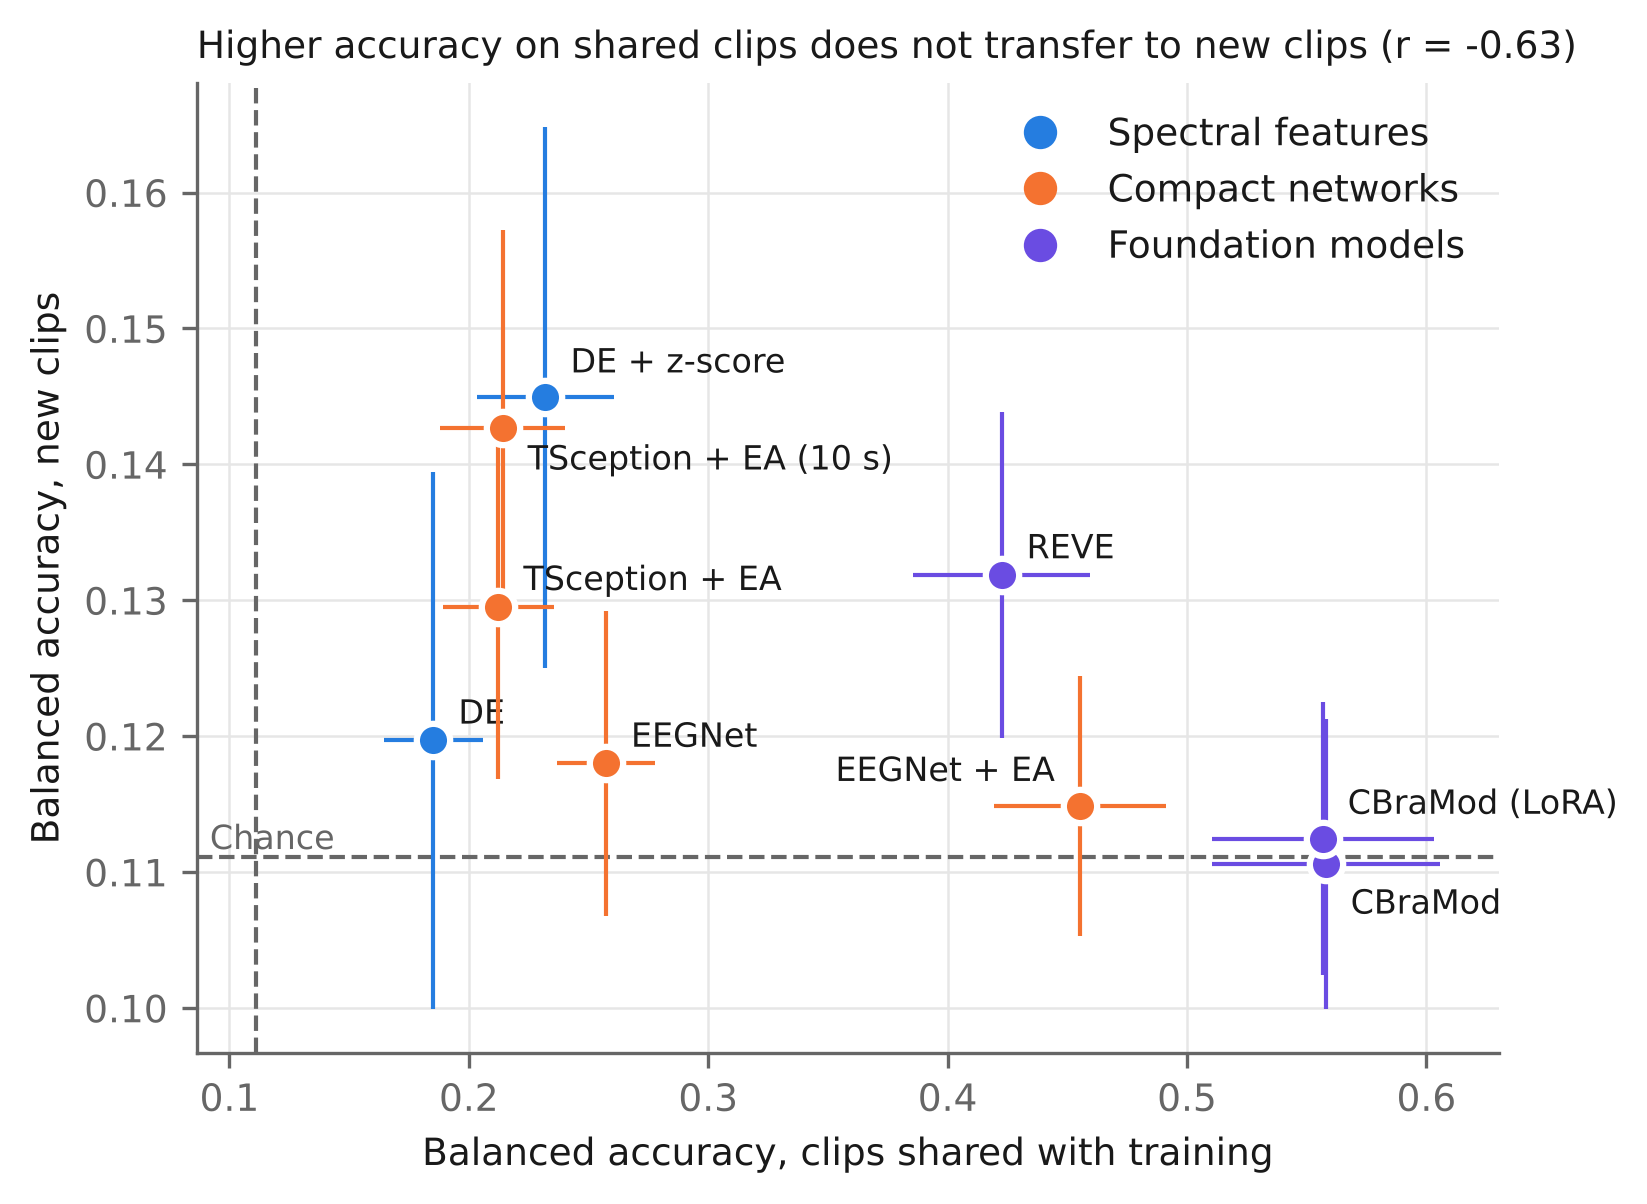 Higher accuracy on shared clips does not transfer to new clips (r = -0.63)
Spectral features
Compact networks
Foundation models
Balanced accuracy, new clips
0.16
0.15
0.14
0.13
0.12
0.11
0.10
DE + z-score
TSception + EA (10 s)
REVE
TSception + EA
DE
EEGNet
EEGNet + EA
CBraMod (LoRA)
Chance
CBraMod
0.1
0.2
0.3
0.4
0.5
0.6
Balanced accuracy, clips shared with training